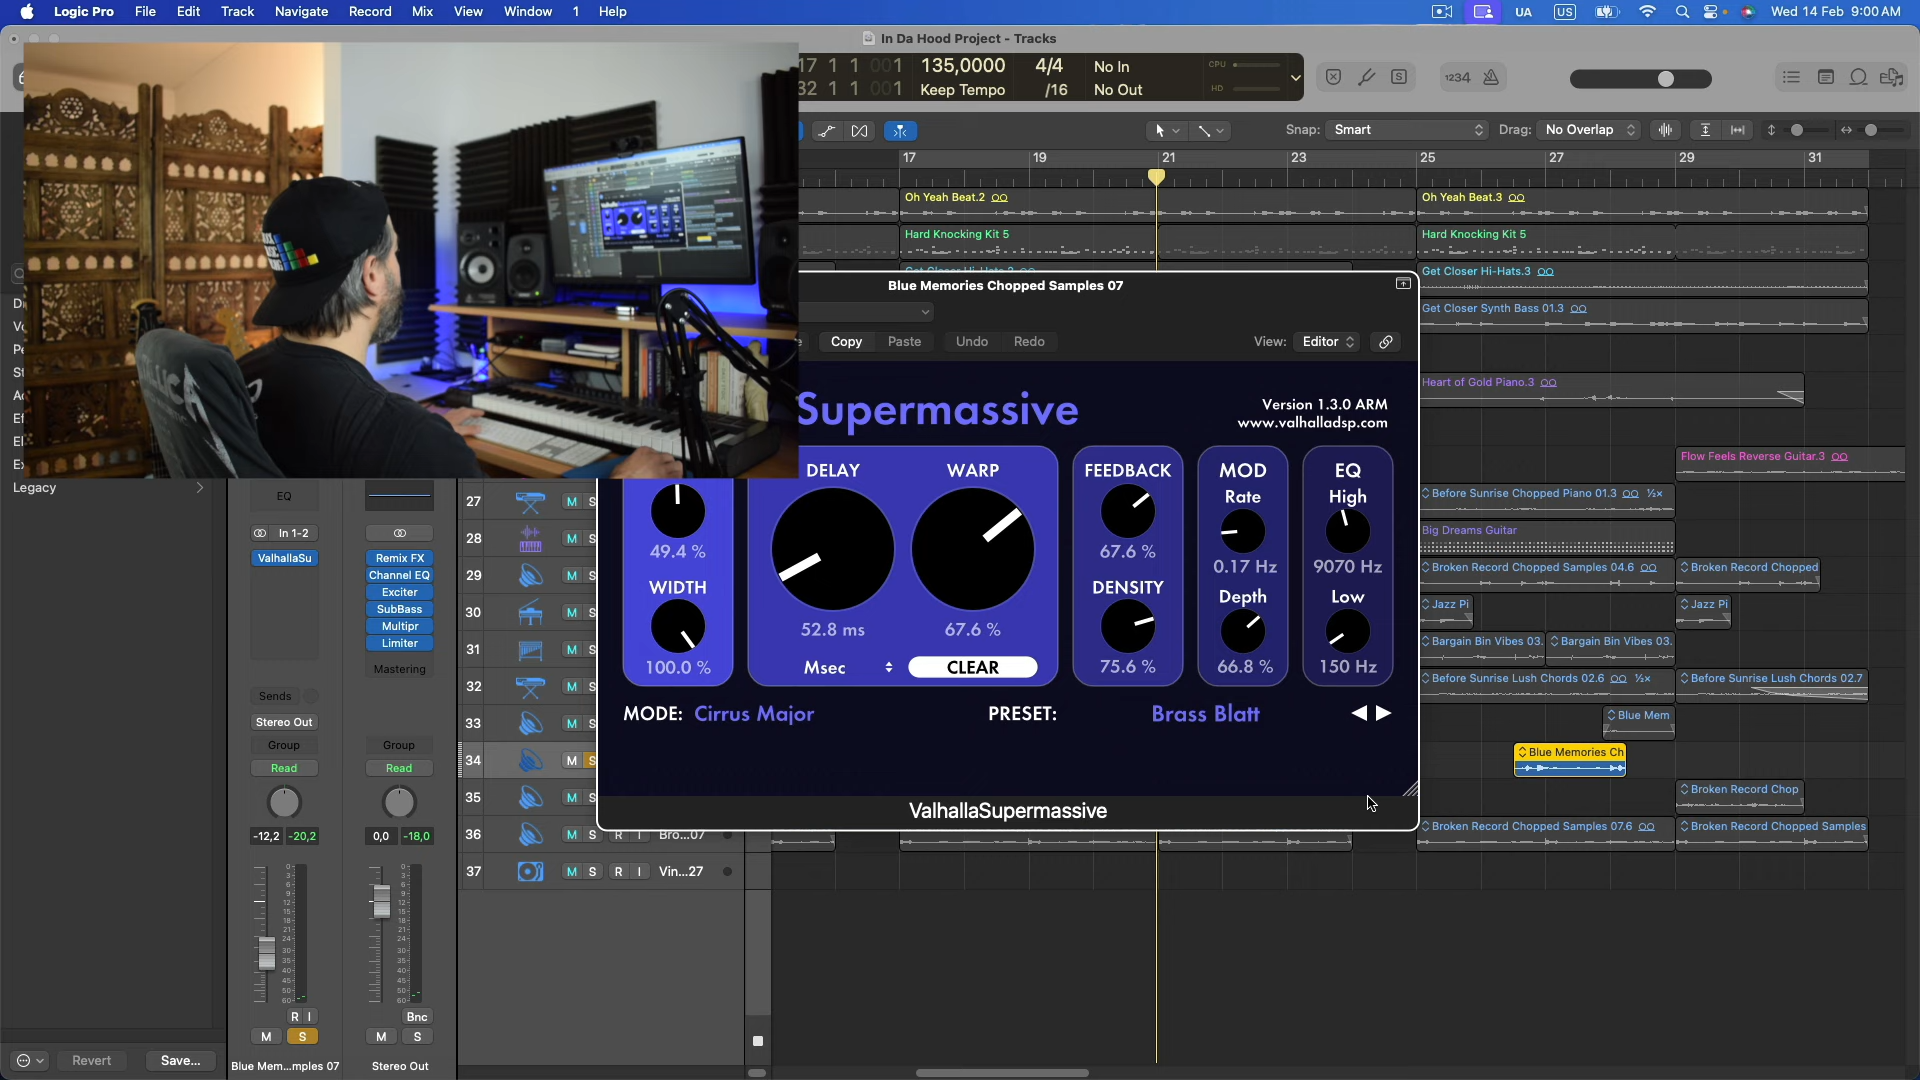 Logic Pro File Edit Track Navigate Record Mix View Window 1 Help
UA US Wed 14 Feb 9:00 AM
In Da Hood Project - Tracks
17 1 1 001 135,0000 4/4 No In CPU
32 1 1 001 Keep Tempo /16 No Out HD
S 1234
Snap: Smart Drag: No Overlap
17 19 21 23 25 27 29 31
Oh Yeah Beat.2 Oh Yeah Beat.3
Hard Knocking Kit 5 Hard Knocking Kit 5
Get Closer Hi-Hats.3
Get Closer Synth Bass 01.3
Heart of Gold Piano.3
Flow Feels Reverse Guitar.3
Before Sunrise Chopped Piano 01.3 ½×
Big Dreams Guitar
Broken Record Chopped Samples 04.6 Broken Record Chopped
Jazz Pi Jazz Pi
Bargain Bin Vibes 03. Bargain Bin Vibes 03.
Before Sunrise Lush Chords 02.6 ½× Before Sunrise Lush Chords 02.7
Blue Mem
Blue Memories Ch
Broken Record Chop
Broken Record Chopped Samples 07.6 Broken Record Chopped Samples
Blue Memories Chopped Samples 07
Copy Paste Undo Redo View: Editor
Supermassive
Version 1.3.0 ARM
www.valhalladsp.com
DELAY WARP FEEDBACK MOD EQ
Rate High
49.4 % 67.6 % 0.17 Hz 9070 Hz
WIDTH DENSITY Depth Low
52.8 ms 67.6 %
100.0 % Msec CLEAR 75.6 % 66.8 % 150 Hz
MODE: Cirrus Major PRESET: Brass Blatt
ValhallaSupermassive
Legacy
EQ
In 1-2
ValhallaSu Remix FX
Channel EQ
Exciter
SubBass
Multipr
Limiter
Mastering
Sends
Stereo Out
Group Group
Read Read
-12,2 -20,2 0,0 -18,0
R I Bnc
M S M S
Blue Mem...mples 07 Stereo Out
Revert Save...
27 M S
28 M S
29 M S
30 M S
31 M S
32 M S
33 M S
34 M S
35 M S
36 M S R I Bro...07
37 M S R I Vin...27